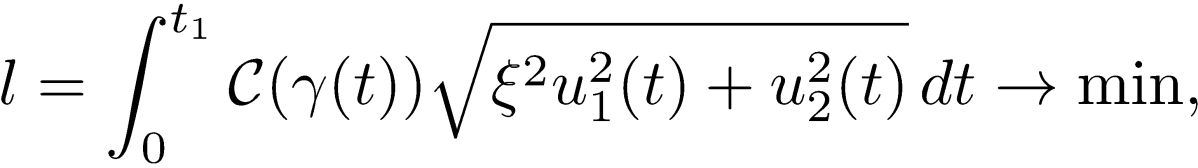 l = \int_0^{t_1} \mathcal{C}(\gamma(t)) \sqrt{\xi^2 u_1^2(t) + u_2^2(t)} \, dt \to \min,